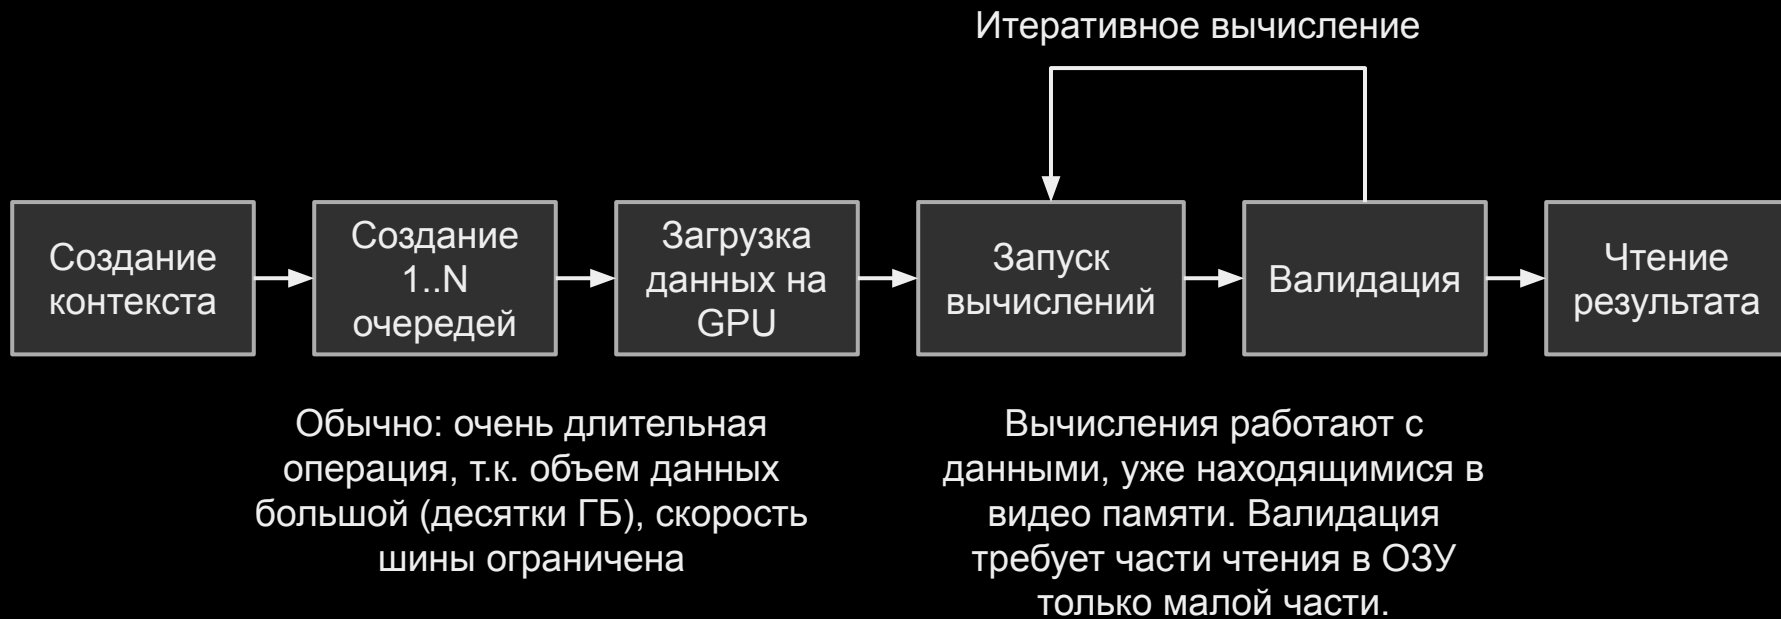 Итеративное вычисление
Создание
контекста
Создание
1..N
очередей
Загрузка
данных на
GPU
Запуск
вычислений
Валидация
Чтение
результата
Обычно: очень длительная
операция, т.к. объем данных
большой (десятки ГБ), скорость
шины ограничена
Вычисления работают с
данными, уже находящимися в
видео памяти. Валидация
требует части чтения в ОЗУ
только малой части.